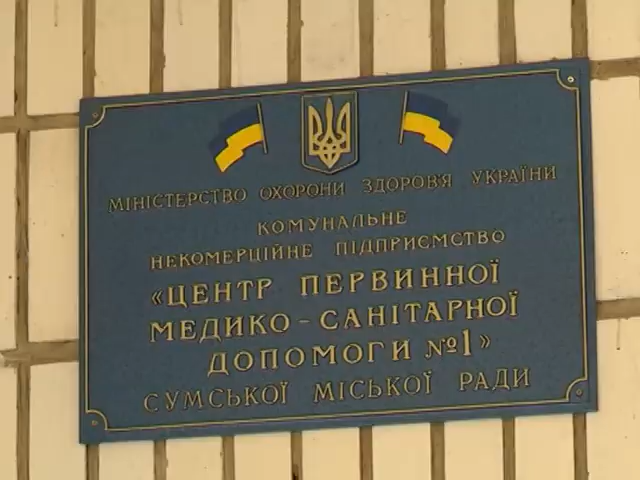 МІНІСТЕРСТВО ОХОРОНИ ЗДОРОВ'Я УКРАЇНИ
КОМУНАЛЬНЕ
НЕКОМЕРЦІЙНЕ ПІДПРИЄМСТВО
«ЦЕНТР ПЕРВИННОЇ
МЕДИКО - САНІТАРНОЇ
ДОПОМОГИ №1»
СУМСЬКОЇ МІСЬКОЇ РАДИ